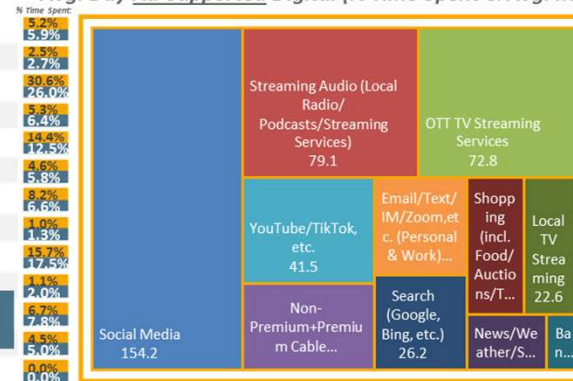 % Time Spent
5.2%
5.9%
2.5%
2.7%
30.6%
26.0%
5.3%
6.4%
14.4%
12.5%
4.6%
5.8%
8.2%
6.6%
1.0%
1.3%
15.7%
17.5%
1.1%
2.0%
6.7%
7.8%
4.5%
5.0%
0.0%
0.0%
Social Media
154.2
Streaming Audio (Local
Radio/
Podcasts/Streaming
Services)
79.1
OTT TV Streaming
Services
72.8
YouTube/TikTok,
etc.
41.5
Non-
Premium+Premiu
m Cable...
Email/Text/
IM/Zoom,et
c. (Personal
& Work)...
Search
(Google,
Bing, etc.)
26.2
Shopp
ing
(incl.
Food/
Auctio
ns/T...
Local
TV
Strea
ming
22.6
News/We
ather/S...
Ba
n...